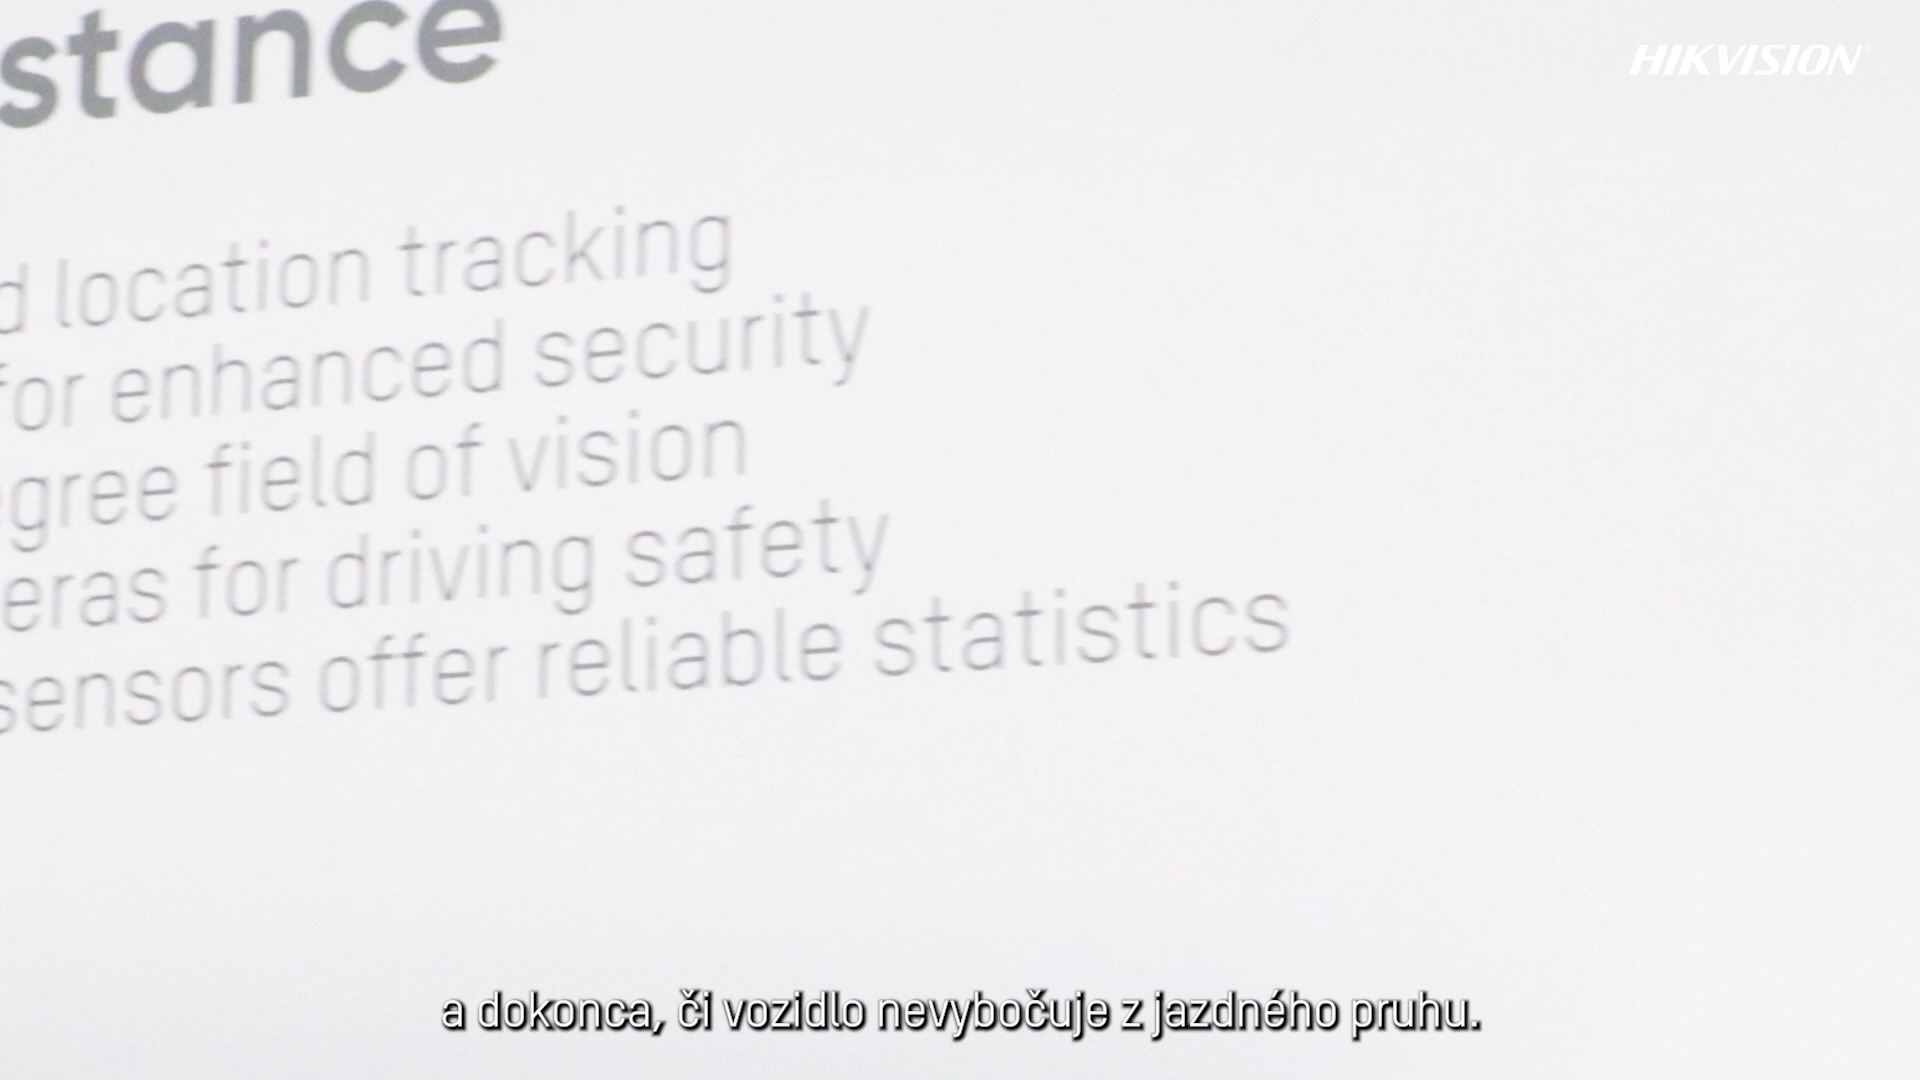 stance
HIKVISION
d location tracking
for enhanced security
egree field of vision
eras for driving safety
sensors offer reliable statistics
a dokonca, či vozidlo nevybočuje z jazdného pruhu.